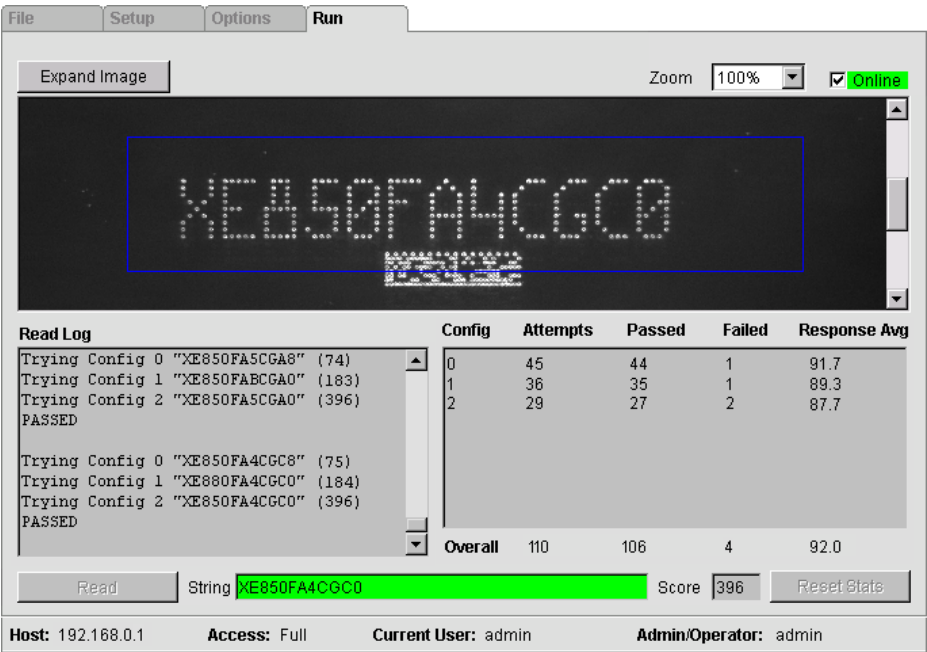 File Setup Options Run
Expand Image Zoom 100% Online
XE850FA4CGC0
Read Log
Trying Config 0 "XE850FA5CGA8" (74)
Trying Config 1 "XE850FABCGA0" (183)
Trying Config 2 "XE850FA5CGA0" (396)
PASSED
Trying Config 0 "XE850FA4CGC8" (75)
Trying Config 1 "XE880FA4CGC0" (184)
Trying Config 2 "XE850FA4CGC0" (396)
PASSED
Config Attempts Passed Failed Response Avg
0 45 44 1 91.7
1 36 35 1 89.3
2 29 27 2 87.7
Overall 110 106 4 92.0
Read String XE850FA4CGC0 Score 396 Reset Stats
Host: 192.168.0.1 Access: Full Current User: admin Admin/Operator: admin